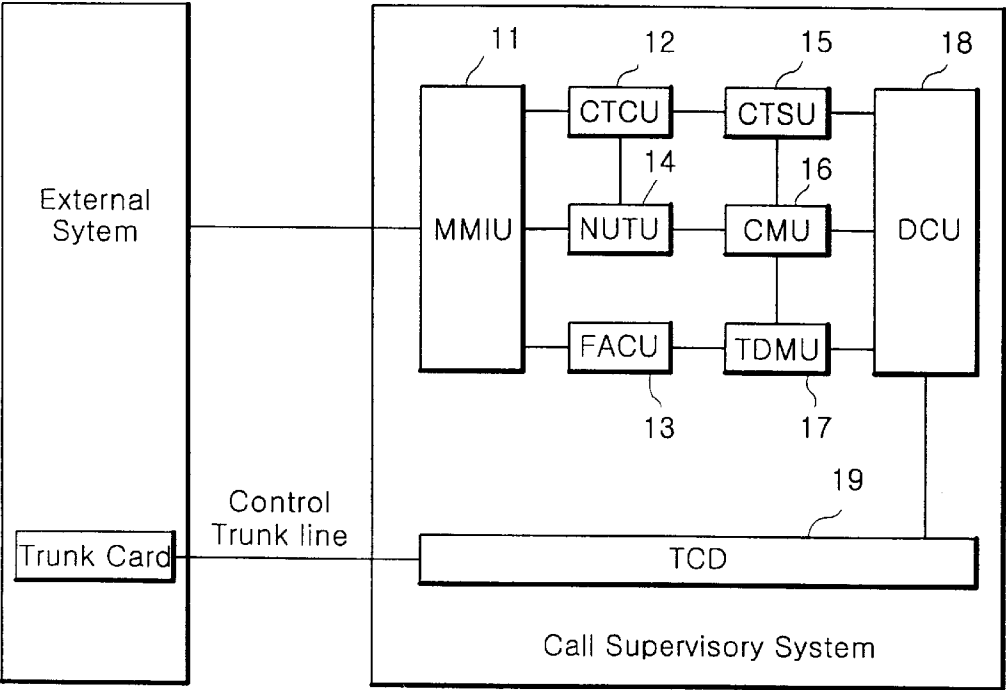 11
12
15
18
CTCU
CTSU
External
Sytem
14
16
MMIU
NUTU
CMU
DCU
FACU
TDMU
13
17
Control
Trunk line
19
Trunk Card
TCD
Call Supervisory System